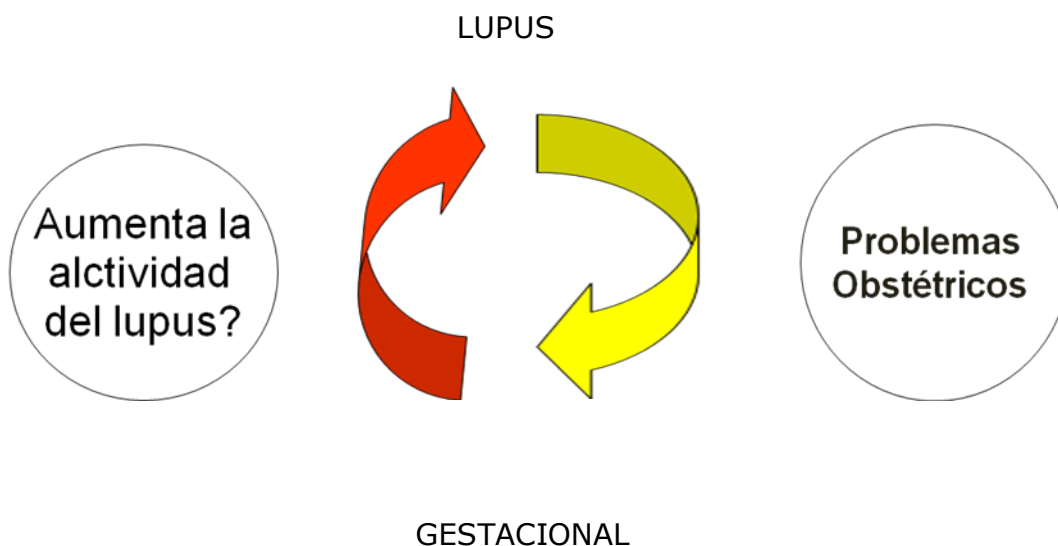 LUPUS
Aumenta la
alctividad
del lupus?
Problemas
Obstétricos
GESTACIONAL